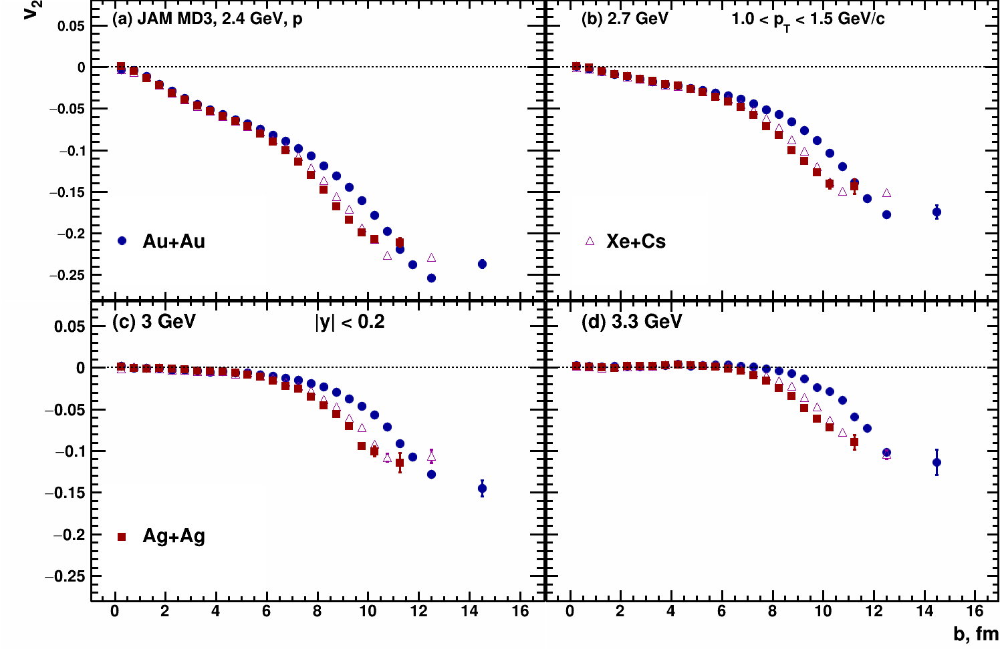 v2
(a) JAM MD3, 2.4 GeV, p
(b) 2.7 GeV
1.0 < pT < 1.5 GeV/c
0.05
0
−0.05
−0.1
−0.15
−0.2
−0.25
Au+Au
Xe+Cs
(c) 3 GeV
|y| < 0.2
(d) 3.3 GeV
0.05
0
−0.05
−0.1
−0.15
−0.2
−0.25
Ag+Ag
0 2 4 6 8 10 12 14 16
0 2 4 6 8 10 12 14 16
b, fm